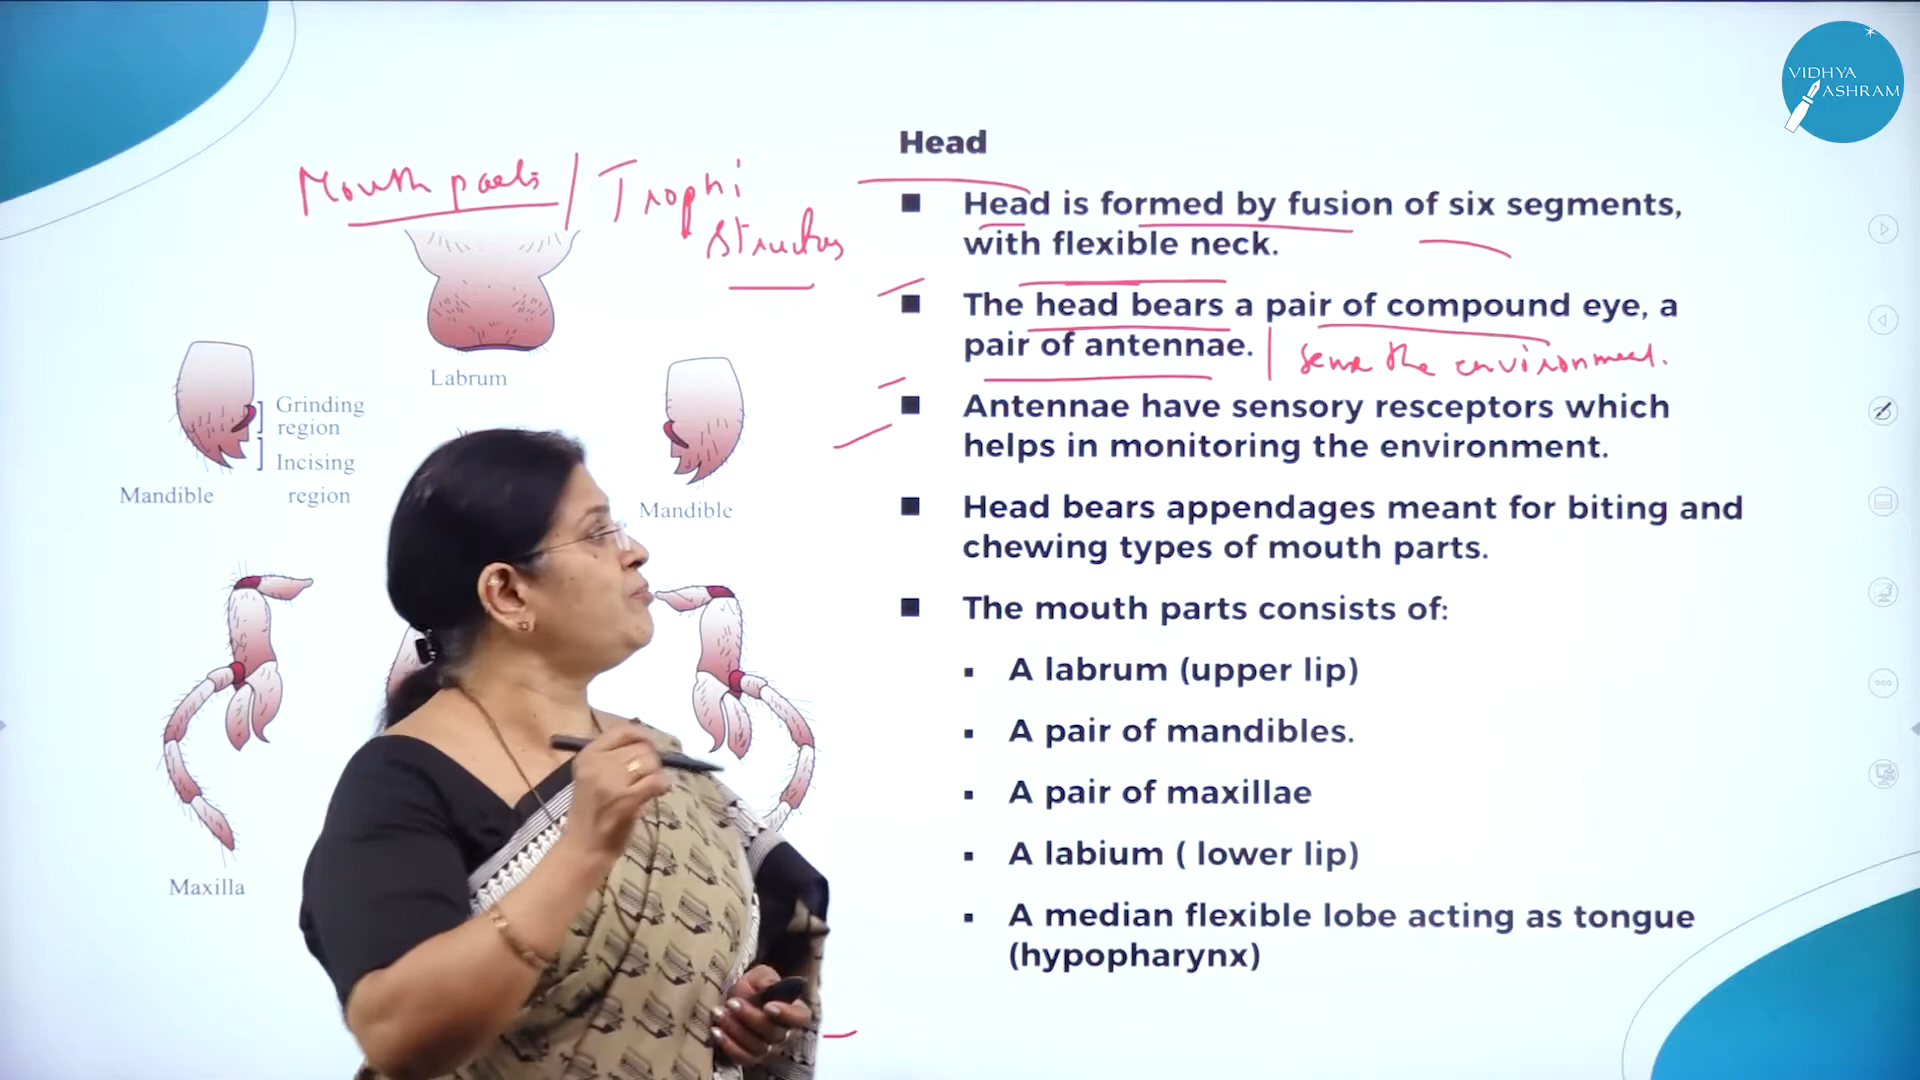 VIDHYA
ASHRAM
Mouth parts / Trophi
structures
Labrum
Grinding
region
Incising
region
Mandible
Mandible
Maxilla
Head
■ Head is formed by fusion of six segments,
with flexible neck.
■ The head bears a pair of compound eye, a
pair of antennae. | sense the environment.
■ Antennae have sensory resceptors which
helps in monitoring the environment.
■ Head bears appendages meant for biting and
chewing types of mouth parts.
■ The mouth parts consists of:
▪ A labrum (upper lip)
▪ A pair of mandibles.
▪ A pair of maxillae
▪ A labium ( lower lip)
▪ A median flexible lobe acting as tongue
(hypopharynx)